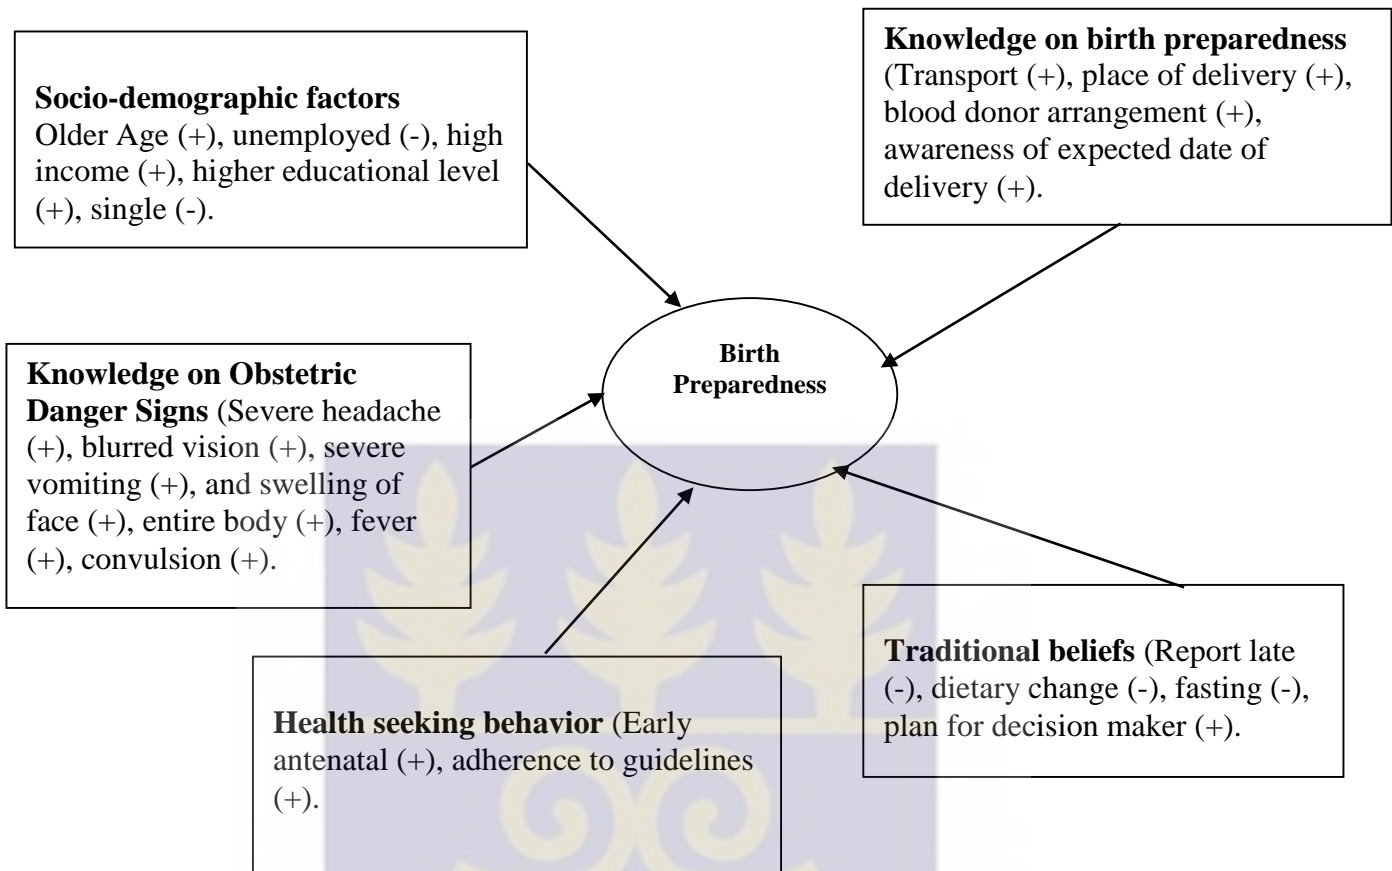 Socio-demographic factors
Older Age (+), unemployed (-), high
income (+), higher educational level
(+), single (-).
Knowledge on birth preparedness
(Transport (+), place of delivery (+),
blood donor arrangement (+),
awareness of expected date of
delivery (+).
Birth
Preparedness
Knowledge on Obstetric
Danger Signs (Severe headache
(+), blurred vision (+), severe
vomiting (+), and swelling of
face (+), entire body (+), fever
(+), convulsion (+).
Traditional beliefs (Report late
(-), dietary change (-), fasting (-),
plan for decision maker (+).
Health seeking behavior (Early
antenatal (+), adherence to guidelines
(+).